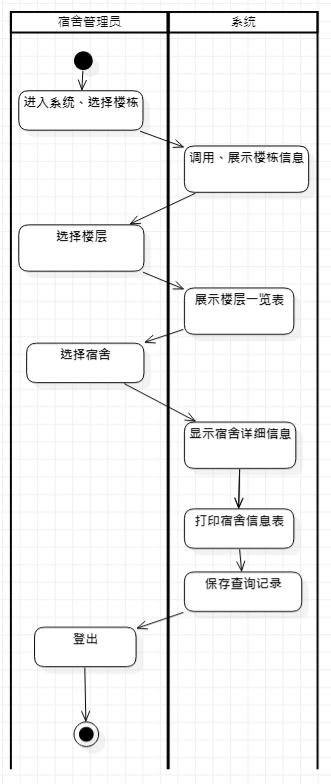 宿舍管理员
系统
进入系统、选择楼栋
调用、展示楼栋信息
选择楼层
展示楼层一览表
选择宿舍
显示宿舍详细信息
打印宿舍信息表
保存查询记录
登出